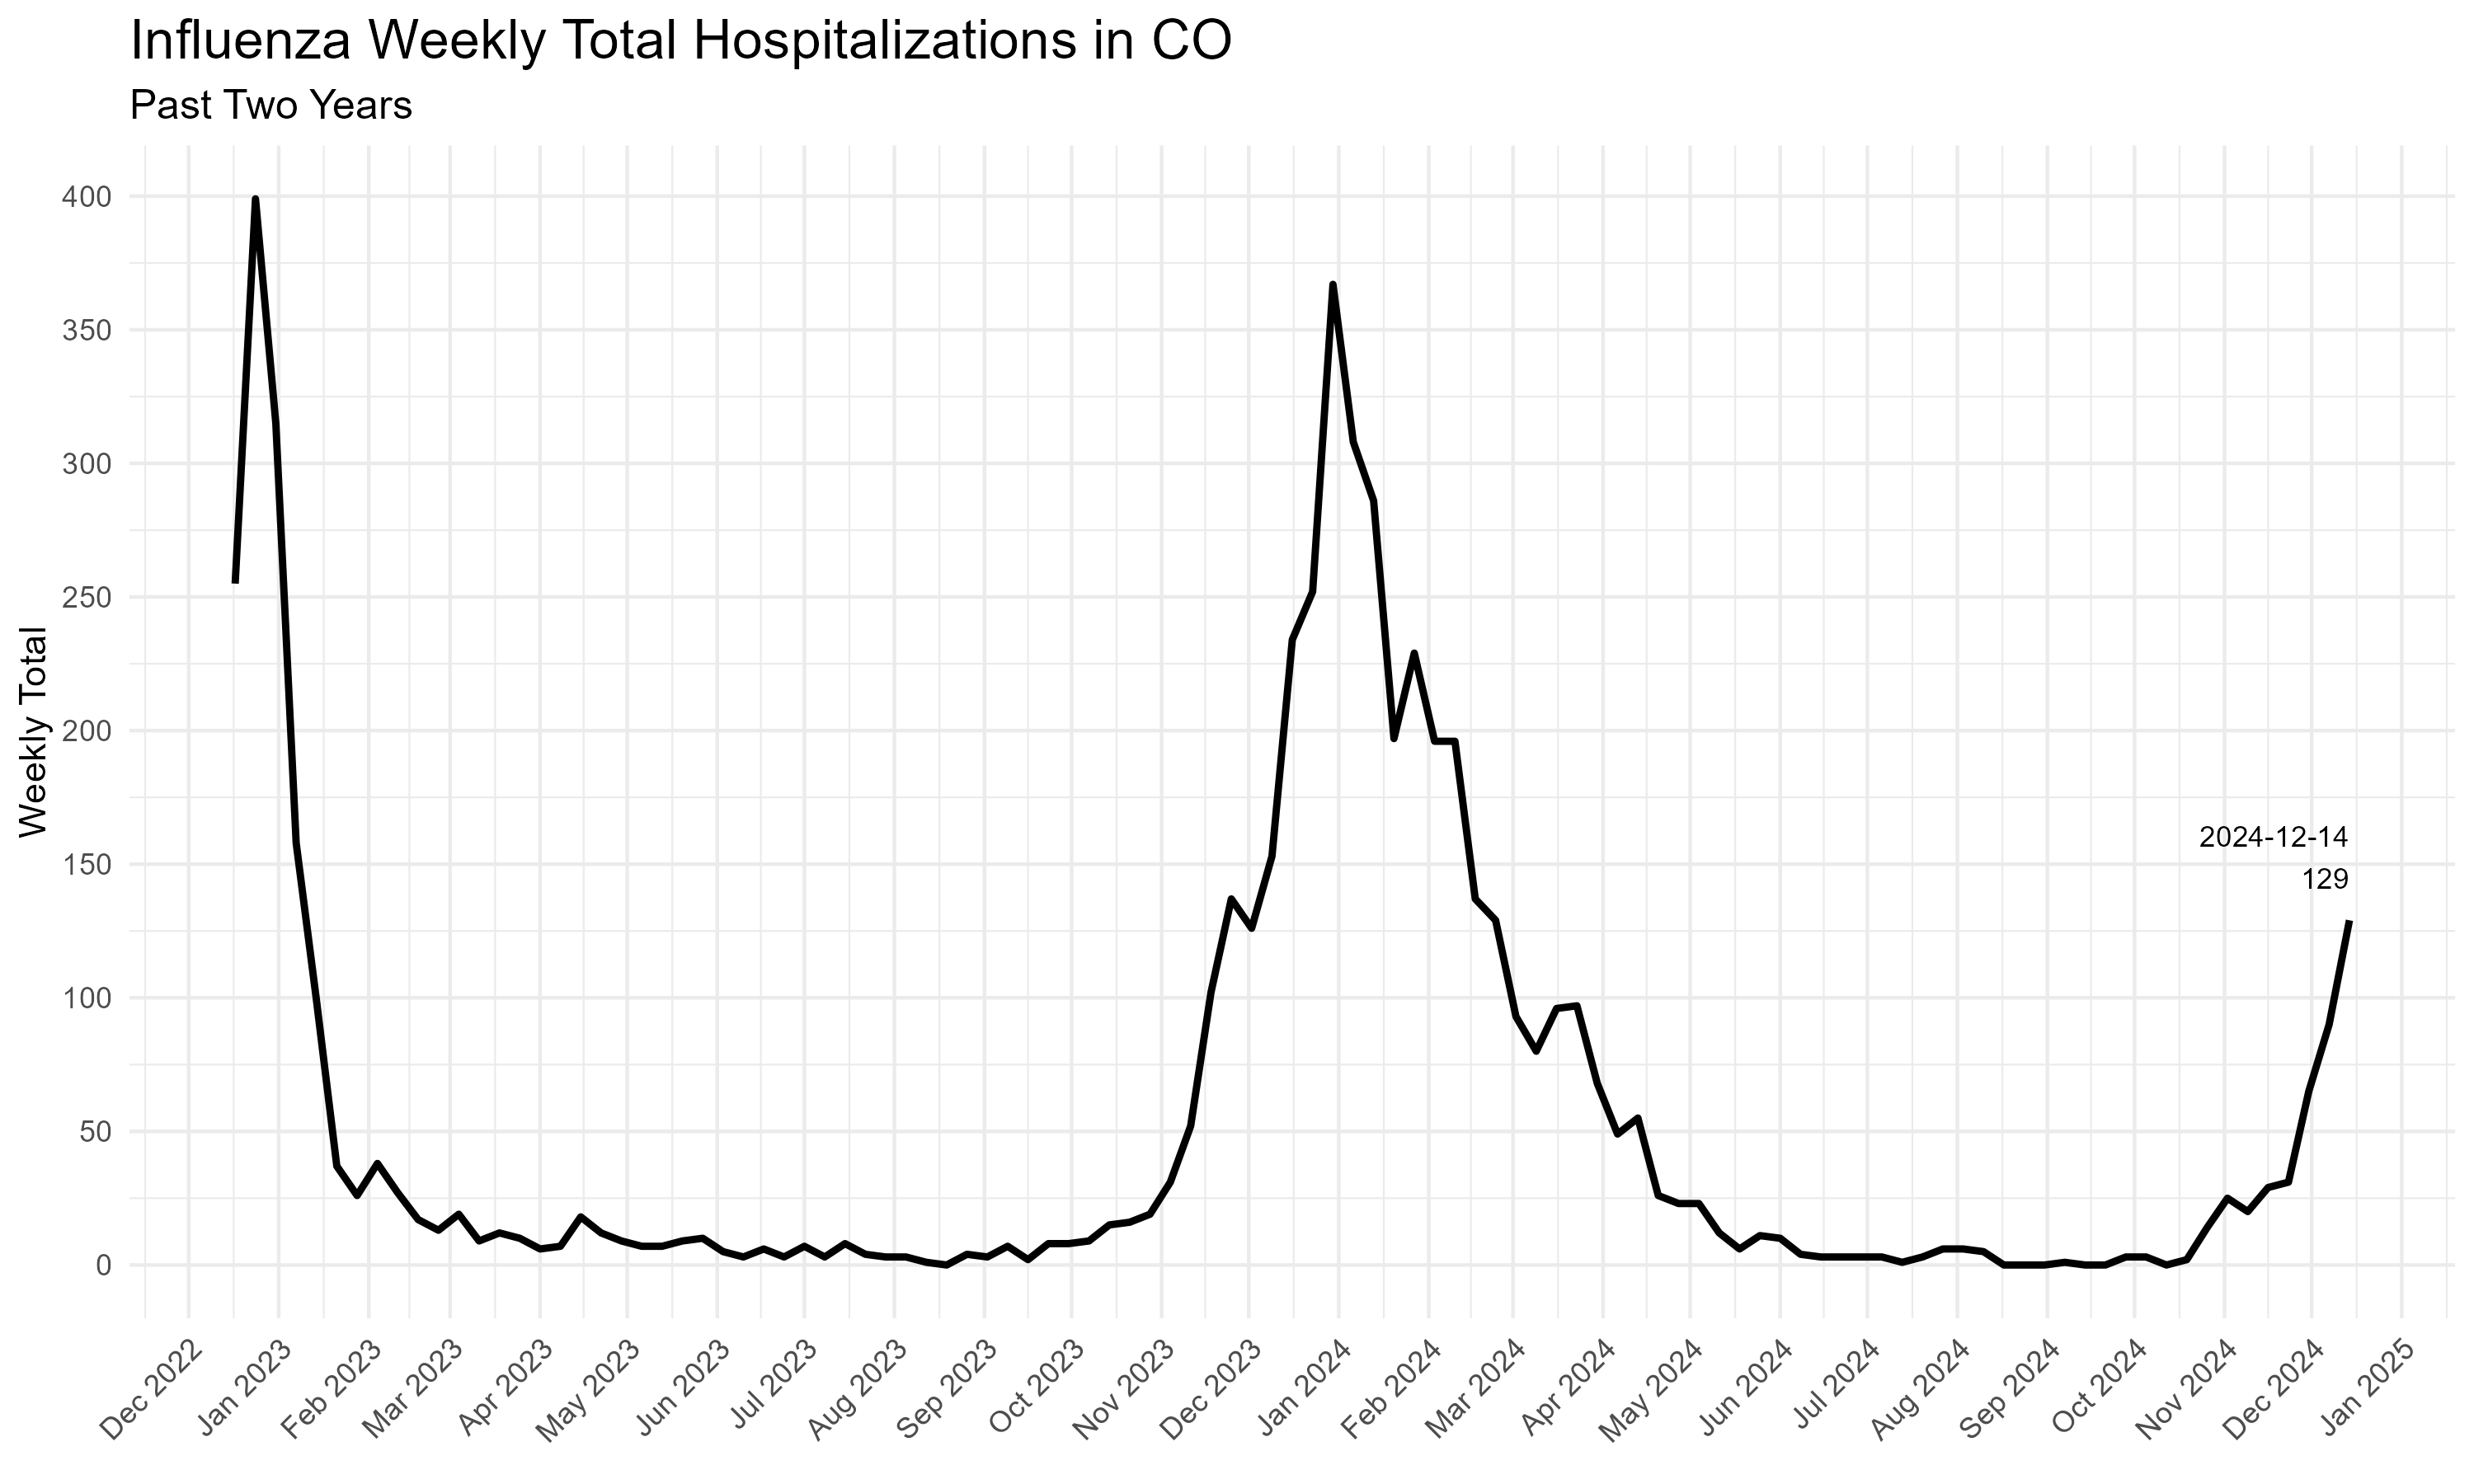 Influenza Weekly Total Hospitalizations in CO
Past Two Years
Weekly Total
400
350
300
250
200
150
100
50
0
2024-12-14
129
Dec 2022
Jan 2023
Feb 2023
Mar 2023
Apr 2023
May 2023
Jun 2023
Jul 2023
Aug 2023
Sep 2023
Oct 2023
Nov 2023
Dec 2023
Jan 2024
Feb 2024
Mar 2024
Apr 2024
May 2024
Jun 2024
Jul 2024
Aug 2024
Sep 2024
Oct 2024
Nov 2024
Dec 2024
Jan 2025